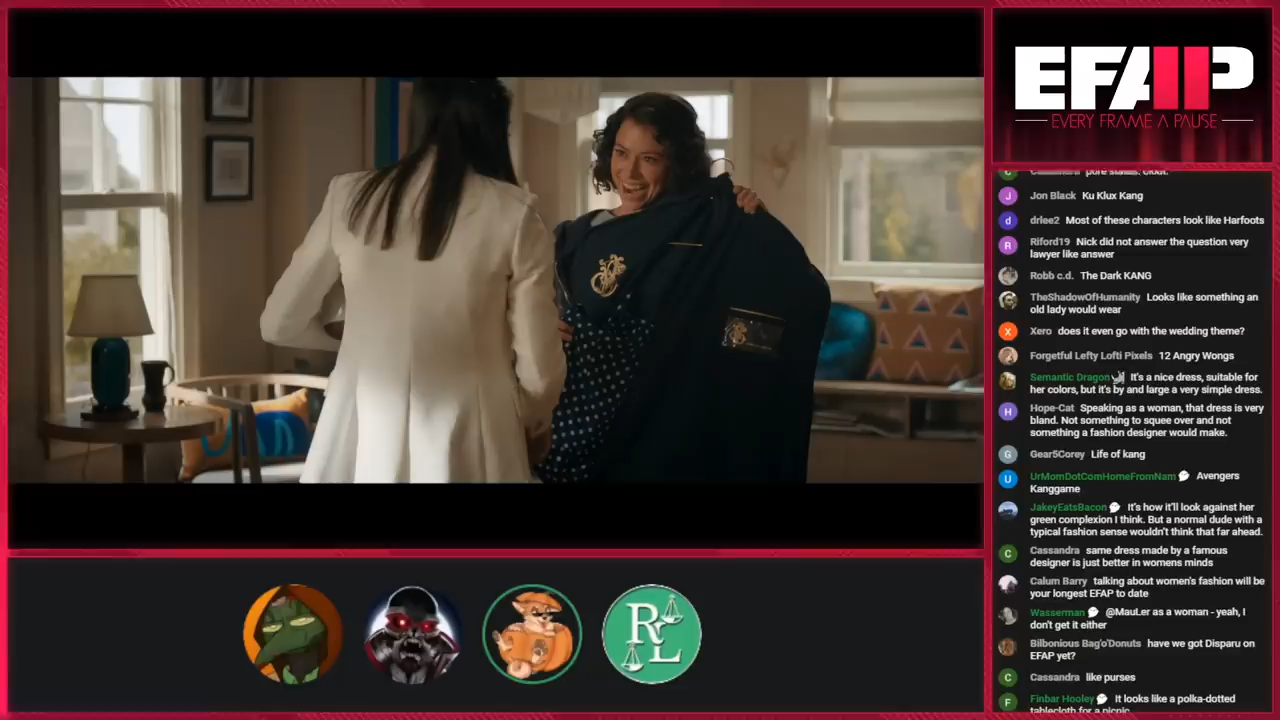 EFAP
EVERY FRAME A PAUSE
Cassandra pure status. Cloth.
Jon Black Ku Klux Kang
drlee2 Most of these characters look like Harfoots
Riford19 Nick did not answer the question very
lawyer like answer
Robb c.d. The Dark KANG
TheShadowOfHumanity Looks like something an
old lady would wear
Xero does it even go with the wedding theme?
Forgetful Lefty Lofti Pixels 12 Angry Wongs
Semantic Dragon It's a nice dress, suitable for
her colors, but it's by and large a very simple dress.
Hope-Cat Speaking as a woman, that dress is very
bland. Not something to squee over and not
something a fashion designer would make.
Gear5Corey Life of kang
UrMomDotComHomeFromNam Avengers
Kanggame
JakeyEatsBacon It's how it'll look against her
green complexion I think. But a normal dude with a
typical fashion sense wouldn't think that far ahead.
Cassandra same dress made by a famous
designer is just better in womens minds
Calum Barry talking about women's fashion will be
your longest EFAP to date
Wasserman @MauLer as a woman - yeah, I
don't get it either
Bilbonious Bag'o'Donuts have we got Disparu on
EFAP yet?
Cassandra like purses
Finbar Hooley It looks like a polka-dotted
tablecloth for a picnic
R L